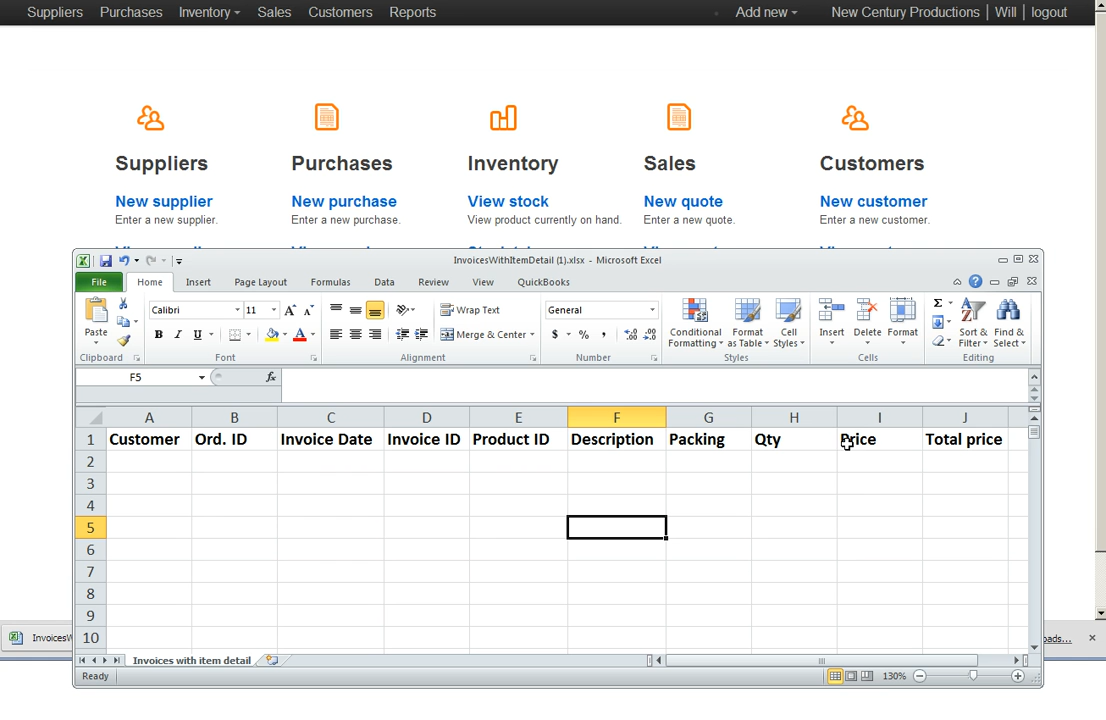 Suppliers Purchases Inventory Sales Customers Reports Add new New Century Productions | Will | logout
Suppliers Purchases Inventory Sales Customers
New supplier New purchase View stock New quote New customer
Enter a new supplier. Enter a new purchase. View product currently on hand. Enter a new quote. Enter a new customer.
InvoicesWithItemDetail (1).xlsx - Microsoft Excel
File Home Insert Page Layout Formulas Data Review View QuickBooks
Calibri 11 Wrap Text General
Paste B I U Merge & Center $ % , Conditional Formatting Format as Table Cell Styles Insert Delete Format Σ Sort & Filter Find & Select
Clipboard Font Alignment Number Styles Cells Editing
F5 fx
A B C D E F G H I J
1 Customer Ord. ID Invoice Date Invoice ID Product ID Description Packing Qty Price Total price
2
3
4
5
6
7
8
9
10
Invoices with item detail
Ready 130%